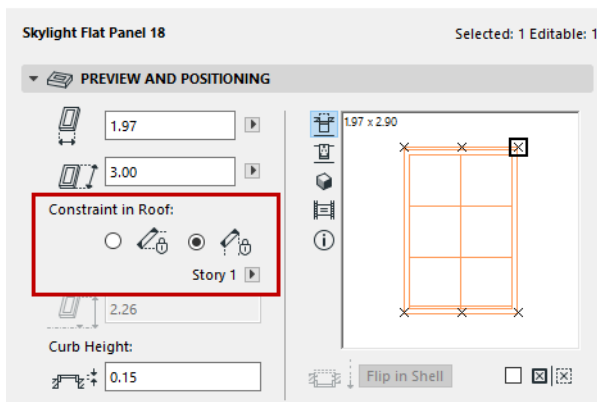 Skylight Flat Panel 18
Selected: 1 Editable: 1
PREVIEW AND POSITIONING
1.97
3.00
Constraint in Roof:
Story 1
2.26
Curb Height:
0.15
1.97 x 2.90
Flip in Shell